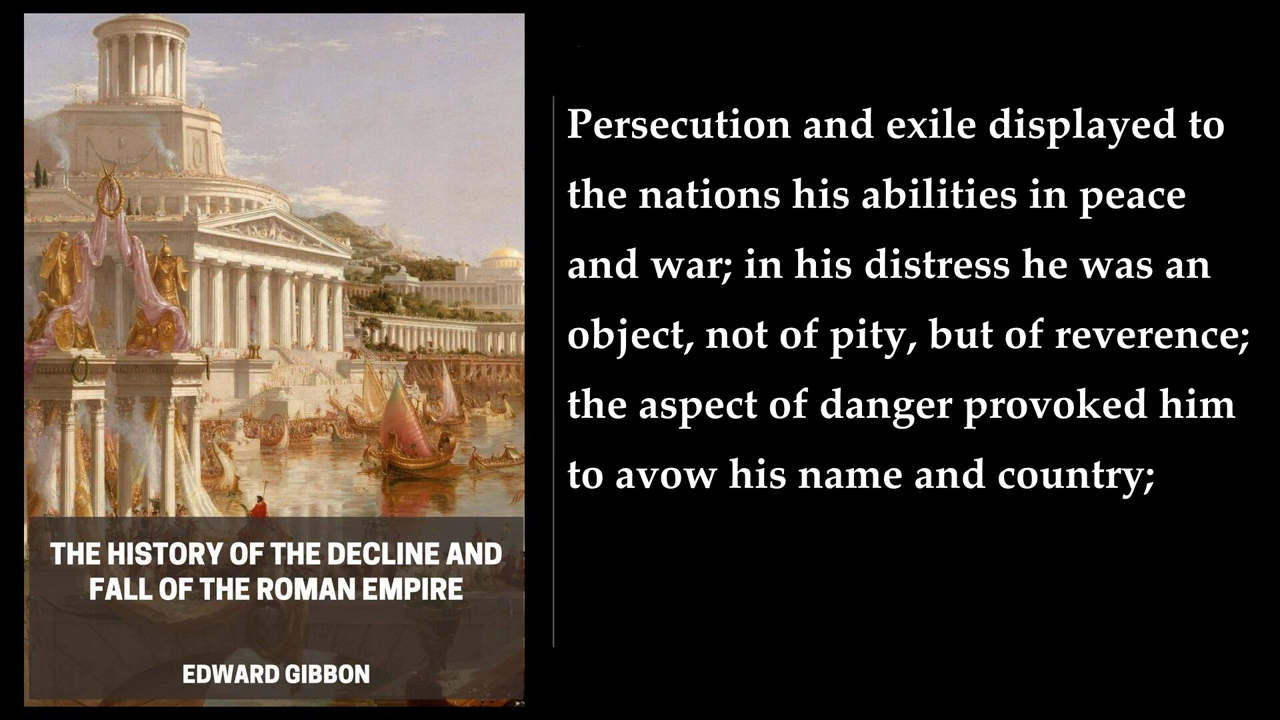 THE HISTORY OF THE DECLINE AND
FALL OF THE ROMAN EMPIRE
EDWARD GIBBON
Persecution and exile displayed to
the nations his abilities in peace
and war; in his distress he was an
object, not of pity, but of reverence;
the aspect of danger provoked him
to avow his name and country;